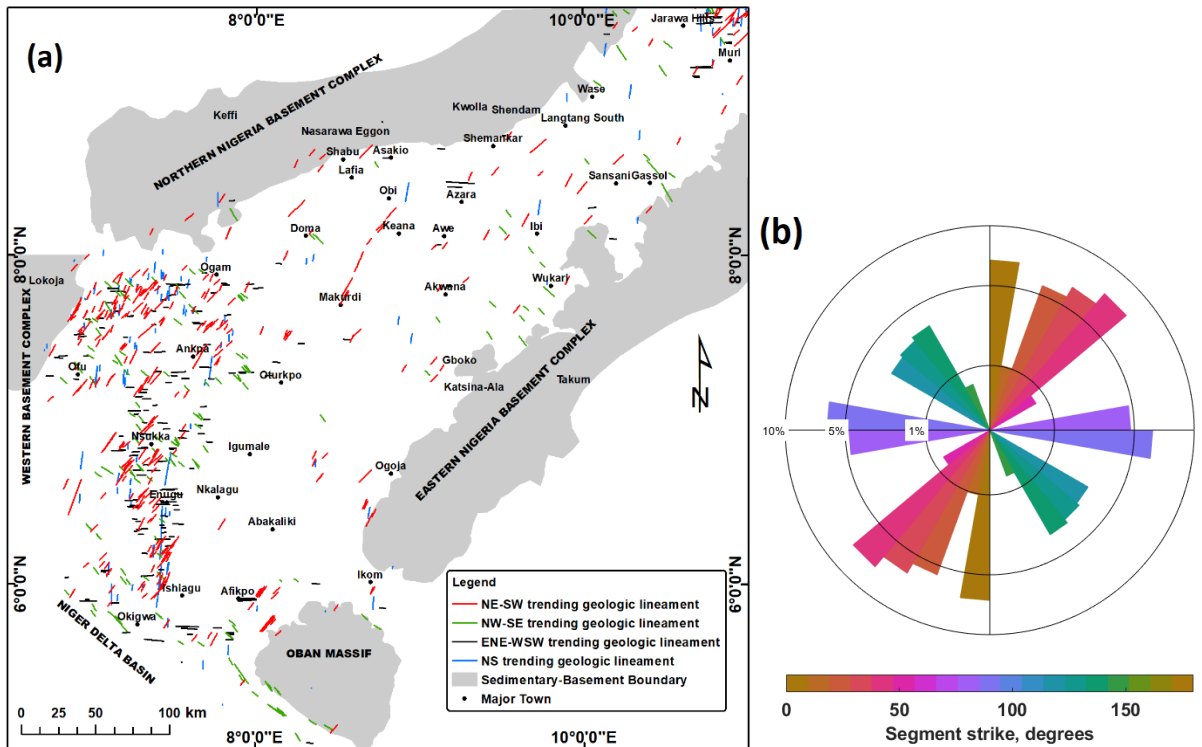 8°0'0"E
10°0'0"E
(a)
Jarawa Hills
Muri
NORTHERN NIGERIA BASEMENT COMPLEX
Keffi
Wase
Kwolla
Shendam
Langtang South
Nasarawa Eggon
Shemankar
Shabu
Asakio
Lafia
Sansani
Gassol
Obi
Azara
Doma
Keana
Awe
Ibi
8°0'0"N
8°0'0"N
(b)
Lokoja
Ogam
Makurdi
Akwana
Wukari
WESTERN BASEMENT COMPLEX
Ankpa
Ofu
Oturkpo
Gboko
Katsina-Ala
Takum
N
EASTERN NIGERIA BASEMENT COMPLEX
Nsukka
Igumale
Ogoja
Enugu
Nkalagu
Abakaliki
10%
5%
1%
6°0'0"N
6°0'0"N
Ishiagu
Afikpo
Ikom
Okigwa
NIGER DELTA BASIN
OBAN MASSIF
Legend
NE-SW trending geologic lineament
NW-SE trending geologic lineament
ENE-WSW trending geologic lineament
NS trending geologic lineament
Sedimentary-Basement Boundary
Major Town
0 25 50 100 km
8°0'0"E
10°0'0"E
0 50 100 150
Segment strike, degrees